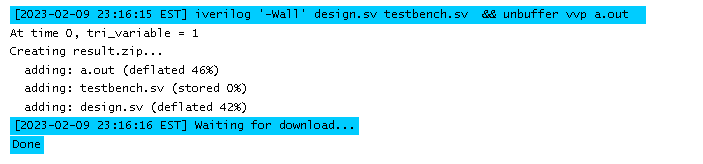 [2023-02-09 23:16:15 EST] iverilog '-Wall' design.sv testbench.sv  && unbuffer vvp a.out
At time 0, tri_variable = 1
Creating result.zip...
  adding: a.out (deflated 46%)
  adding: testbench.sv (stored 0%)
  adding: design.sv (deflated 42%)
[2023-02-09 23:16:16 EST] Waiting for download...
Done